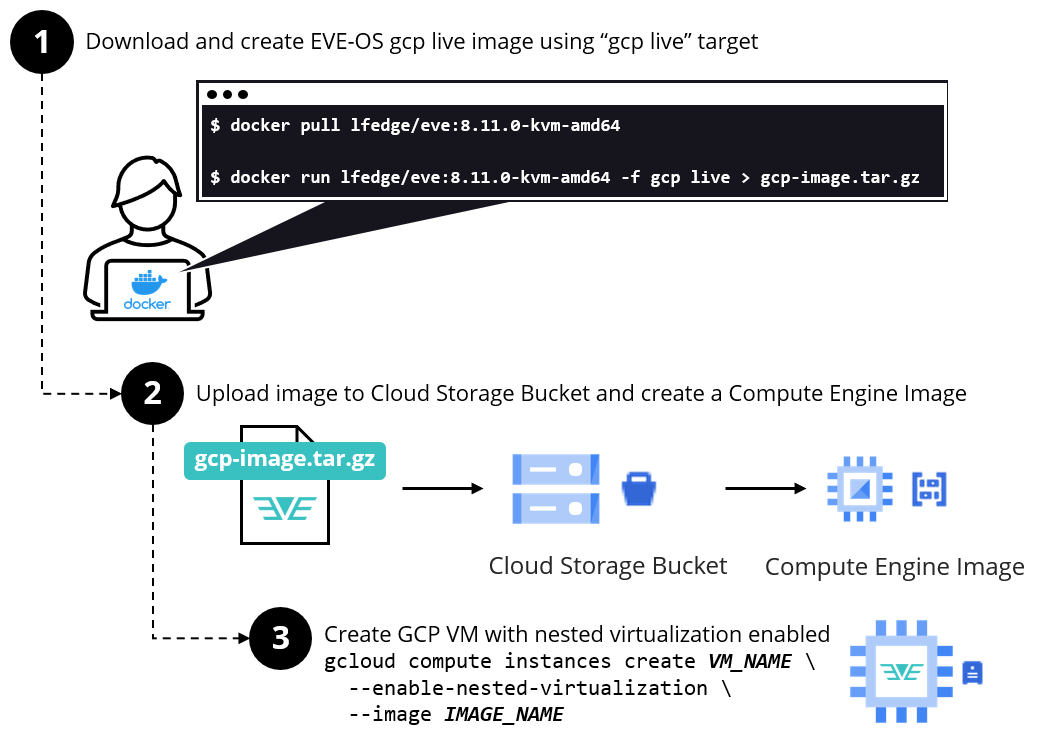 1
Download and create EVE-OS gcp live image using “gcp live” target
$ docker pull lfedge/eve:8.11.0-kvm-amd64
$ docker run lfedge/eve:8.11.0-kvm-amd64 -f gcp live > gcp-image.tar.gz
docker
2
Upload image to Cloud Storage Bucket and create a Compute Engine Image
gcp-image.tar.gz
EVE
Cloud Storage Bucket
Compute Engine Image
3
Create GCP VM with nested virtualization enabled
gcloud compute instances create VM_NAME \
--enable-nested-virtualization \
--image IMAGE_NAME
EVE